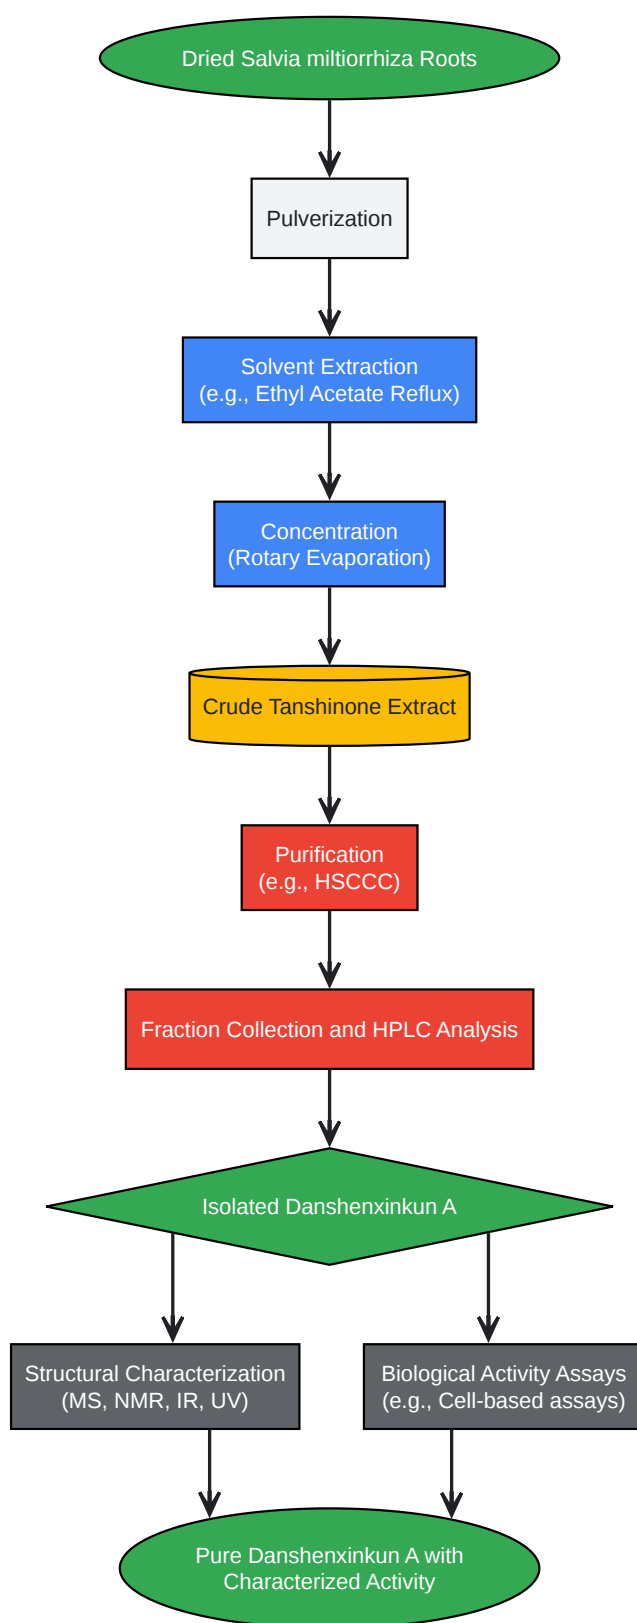 Dried Salvia miltiorrhiza Roots
Pulverization
Solvent Extraction
(e.g., Ethyl Acetate Reflux)
Concentration
(Rotary Evaporation)
Crude Tanshinone Extract
Purification
(e.g., HSCCC)
Fraction Collection and HPLC Analysis
Isolated Danshenxinkun A
Structural Characterization
(MS, NMR, IR, UV)
Biological Activity Assays
(e.g., Cell-based assays)
Pure Danshenxinkun A with
Characterized Activity